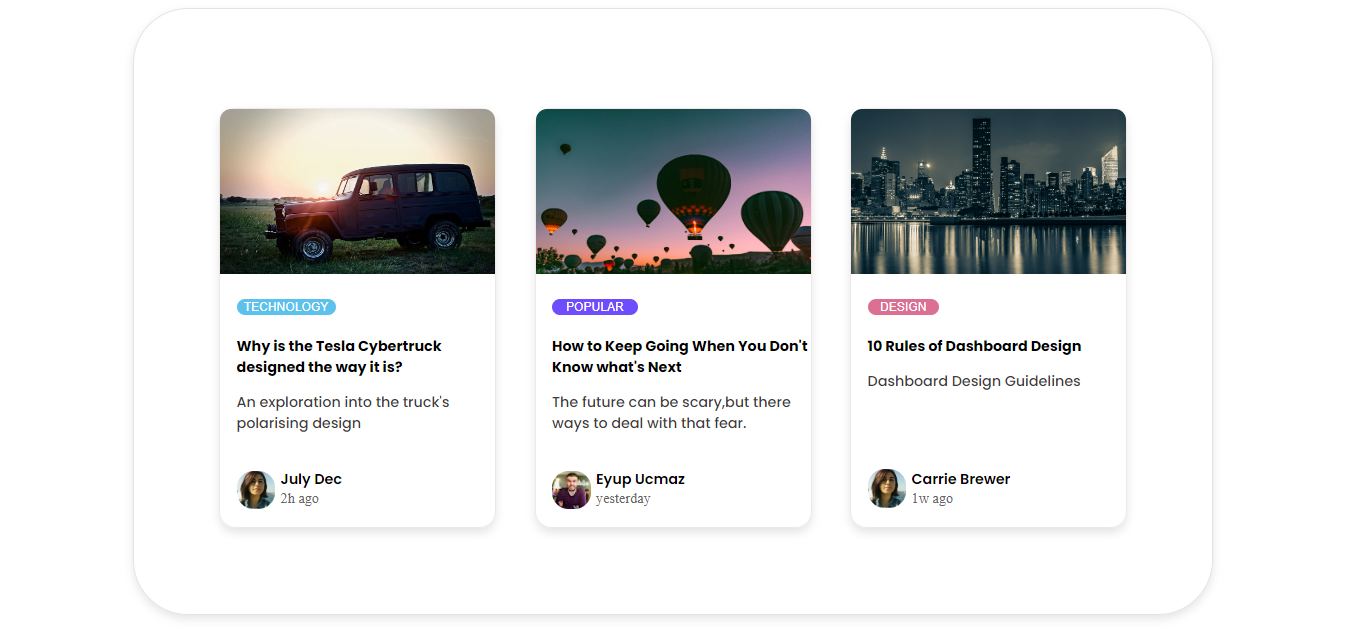 TECHNOLOGY
Why is the Tesla Cybertruck
designed the way it is?
An exploration into the truck's
polarising design
July Dec
2h ago
POPULAR
How to Keep Going When You Don't
Know what's Next
The future can be scary,but there
ways to deal with that fear.
Eyup Ucmaz
yesterday
DESIGN
10 Rules of Dashboard Design
Dashboard Design Guidelines
Carrie Brewer
1w ago